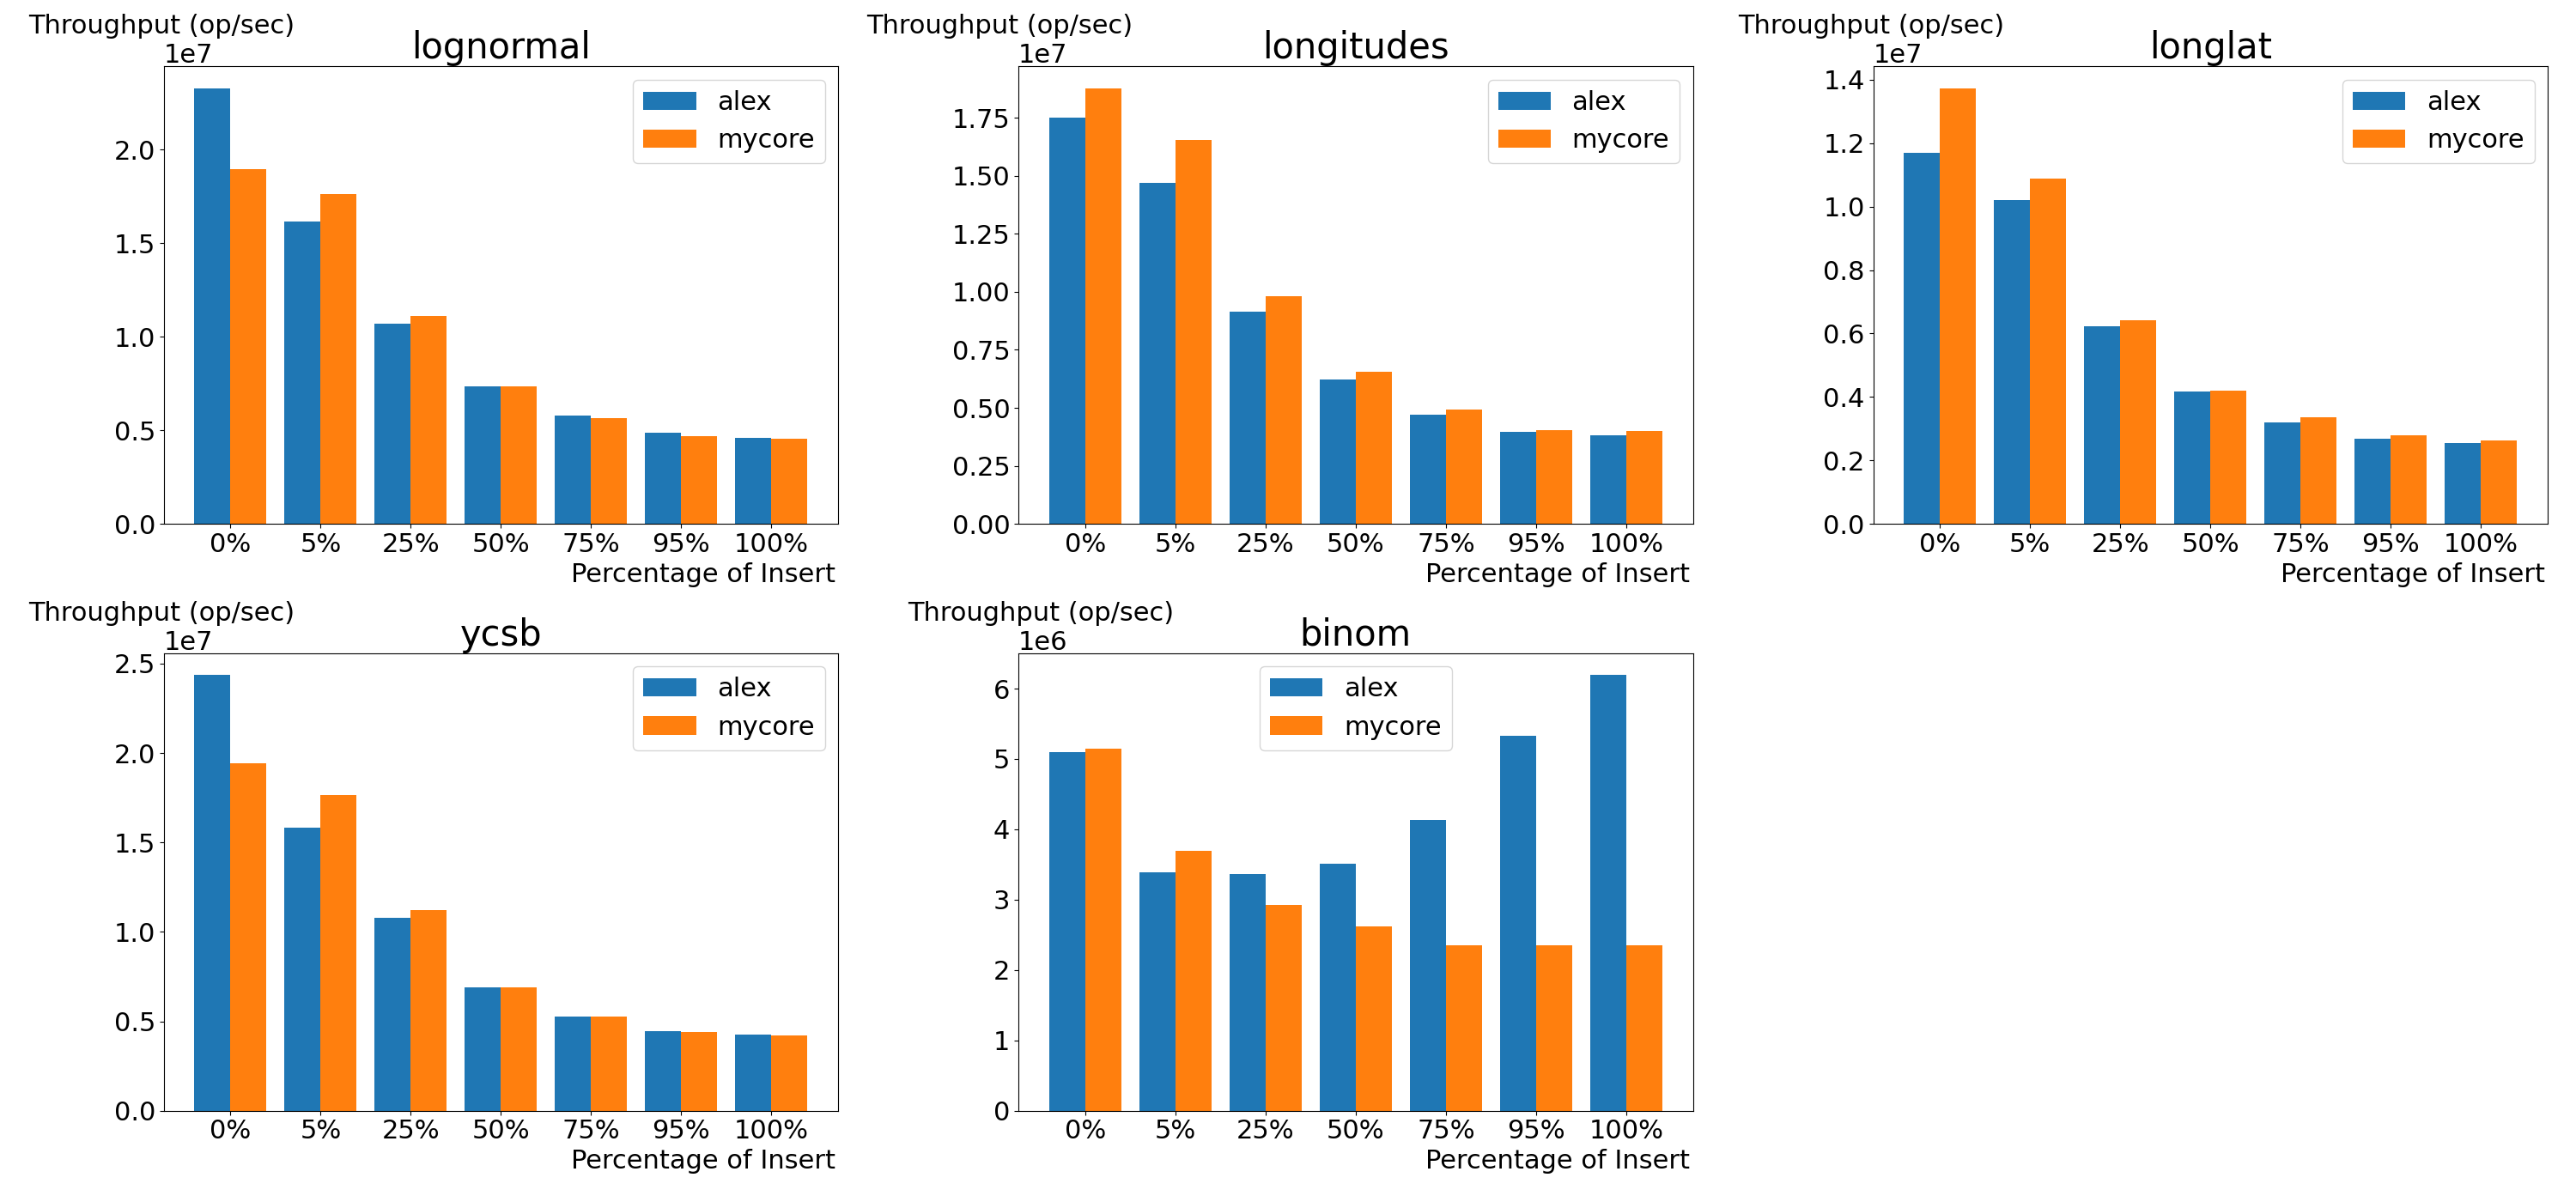 Throughput (op/sec)
1e7
lognormal
alex
mycore
2.0
1.5
1.0
0.5
0.0
0% 5% 25% 50% 75% 95% 100%
Percentage of Insert
Throughput (op/sec)
1e7
longitudes
alex
mycore
1.75
1.50
1.25
1.00
0.75
0.50
0.25
0.00
0% 5% 25% 50% 75% 95% 100%
Percentage of Insert
Throughput (op/sec)
1e7
longlat
alex
mycore
1.4
1.2
1.0
0.8
0.6
0.4
0.2
0.0
0% 5% 25% 50% 75% 95% 100%
Percentage of Insert
Throughput (op/sec)
1e7
ycsb
alex
mycore
2.5
2.0
1.5
1.0
0.5
0.0
0% 5% 25% 50% 75% 95% 100%
Percentage of Insert
Throughput (op/sec)
1e6
binom
alex
mycore
6
5
4
3
2
1
0
0% 5% 25% 50% 75% 95% 100%
Percentage of Insert